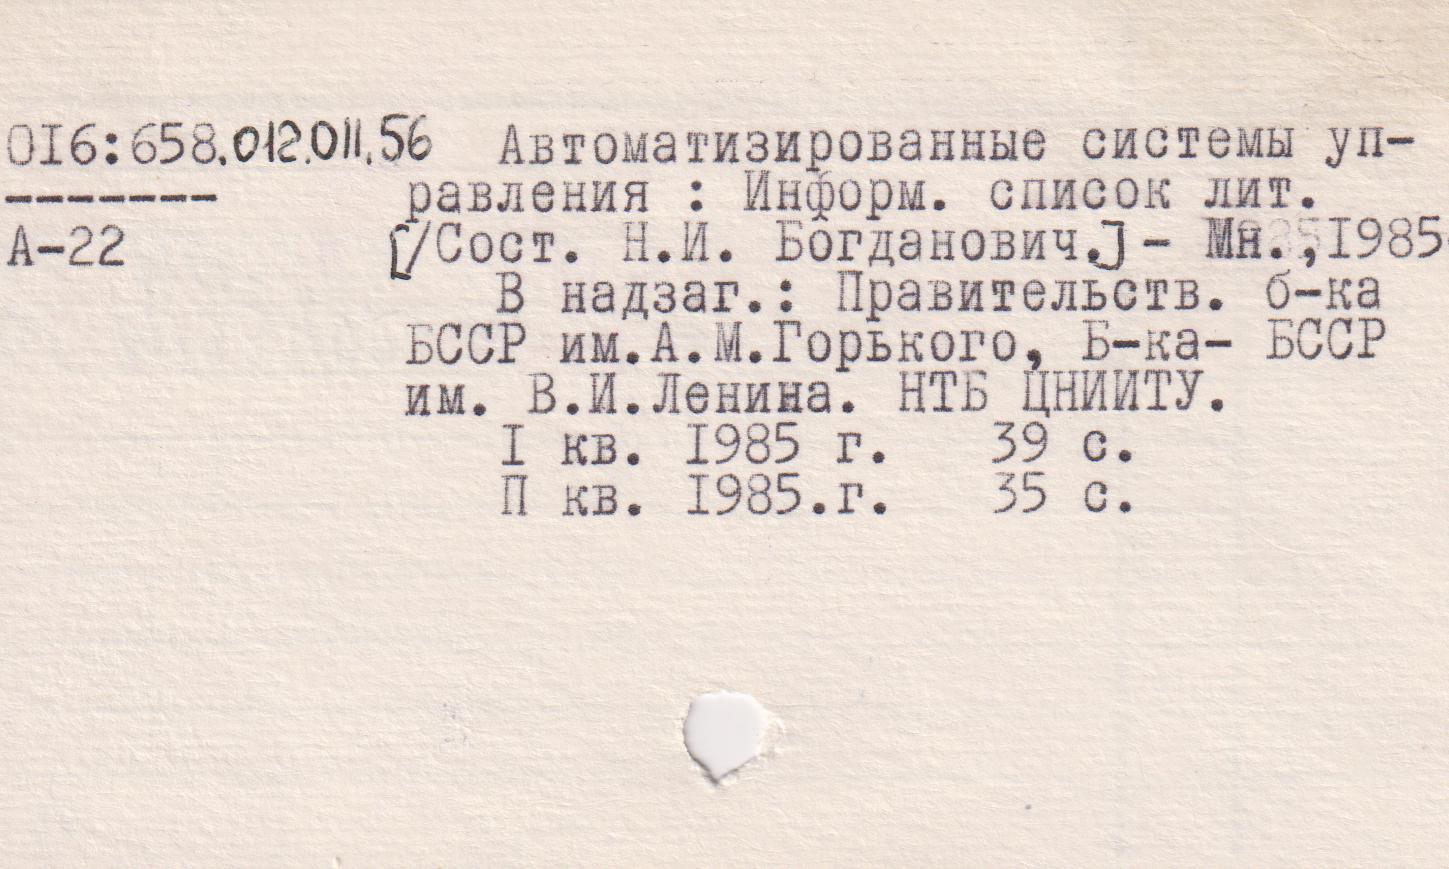 016:658.012.011.56 Автоматизированные системы уп-
равления : Информ. список лит.
А-22 [/Сост. Н.И. Богданович.] - Мн., 1985
В надзаг.: Правительств. б-ка
БССР им.А.М.Горького, Б-ка- БССР
им. В.И.Ленина. НТБ ЦНИИТУ.
I кв. 1985 г. 39 с.
П кв. 1985.г. 35 с.